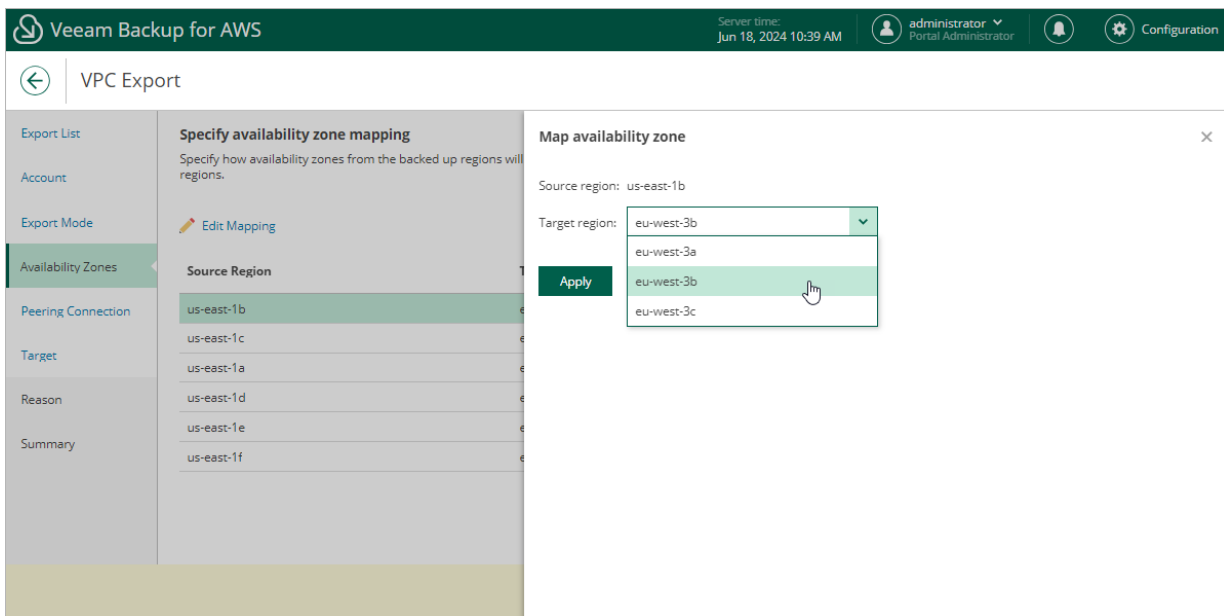 Veeam Backup for AWS
Server time:
Jun 18, 2024 10:39 AM
administrator
Portal Administrator
Configuration
VPC Export
Export List
Account
Export Mode
Availability Zones
Peering Connection
Target
Reason
Summary
Specify availability zone mapping
Specify how availability zones from the backed up regions will
regions.
Edit Mapping
Source Region
us-east-1b
us-east-1c
us-east-1a
us-east-1d
us-east-1e
us-east-1f
Map availability zone
Source region: us-east-1b
Target region: eu-west-3b
eu-west-3a
eu-west-3b
eu-west-3c
Apply